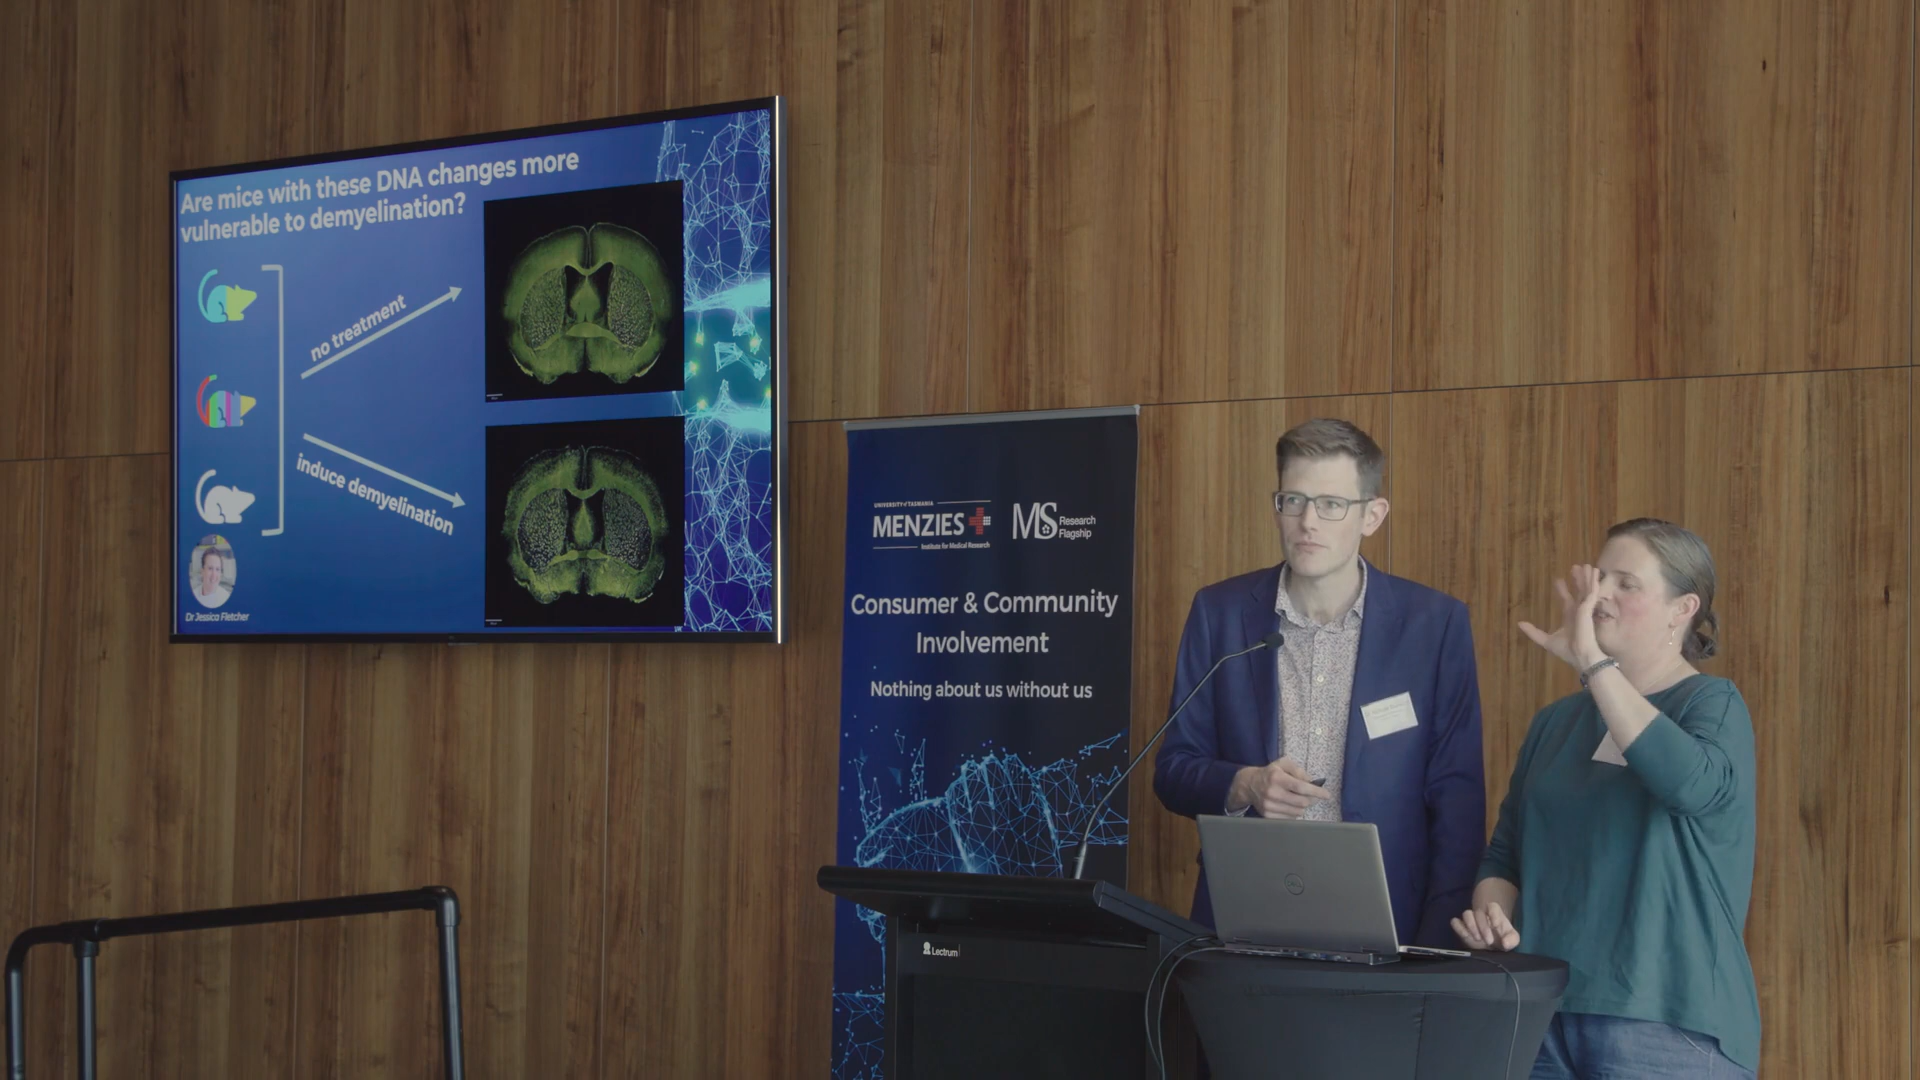 Are mice with these DNA changes more
vulnerable to demyelination?
no treatment
induce demyelination
Dr Jessica Fletcher
UNIVERSITY of TASMANIA
MENZIES
Institute for Medical Research
MS
Research
Flagship
Consumer & Community
Involvement
Nothing about us without us
Lectrum
DELL